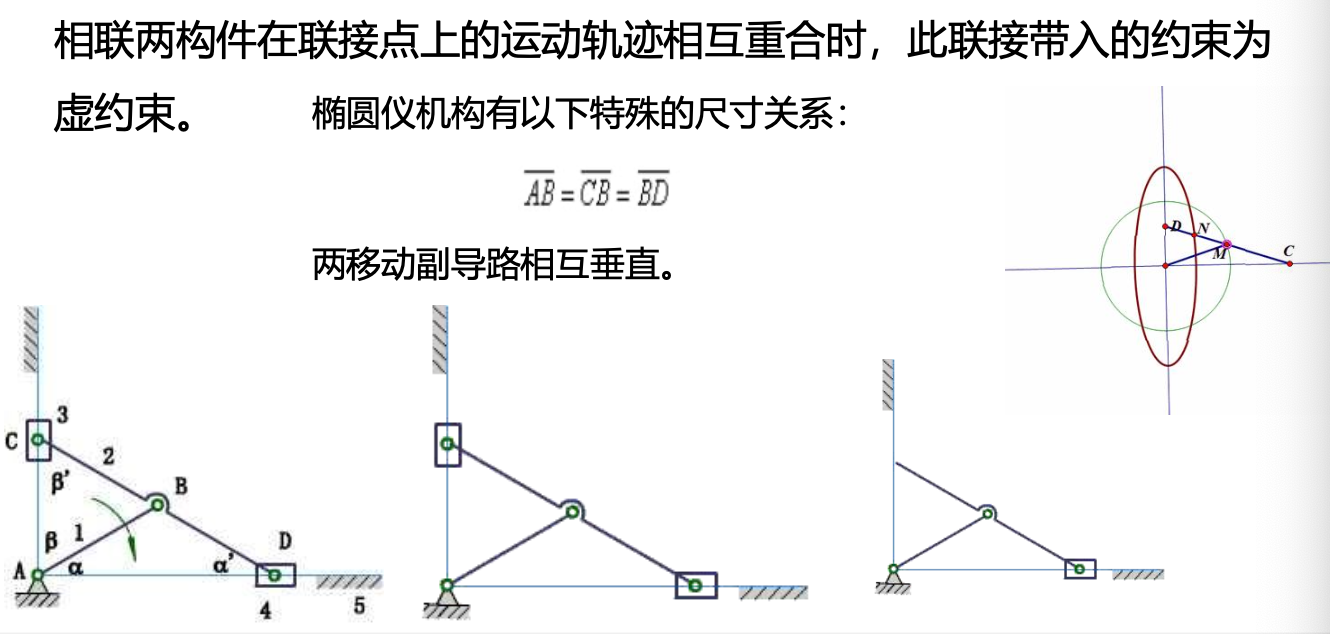 相联两构件在联接点上的运动轨迹相互重合时，此联接带入的约束为
虚约束。
椭圆仪机构有以下特殊的尺寸关系：
AB = CB = BD
两移动副导路相互垂直。
D N
M
C
3
C
2
β'
B
β 1
D
A α
α'
4
5